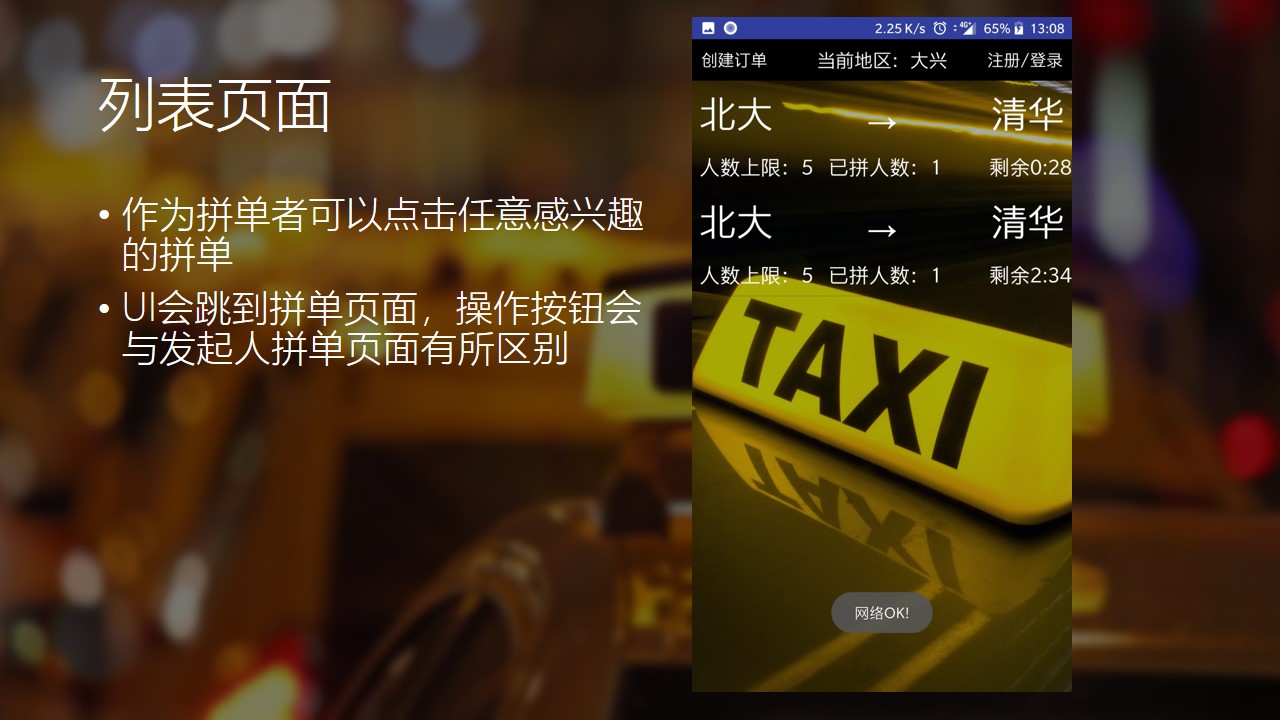 列表页面
• 作为拼单者可以点击任意感兴趣
的拼单
• UI会跳到拼单页面，操作按钮会
与发起人拼单页面有所区别
2.25 K/s 4G 65% 13:08
创建订单 当前地区：大兴 注册/登录
北大 → 清华
人数上限：5 已拼人数：1 剩余0:28
北大 → 清华
人数上限：5 已拼人数：1 剩余2:34
TAXI
网络OK!